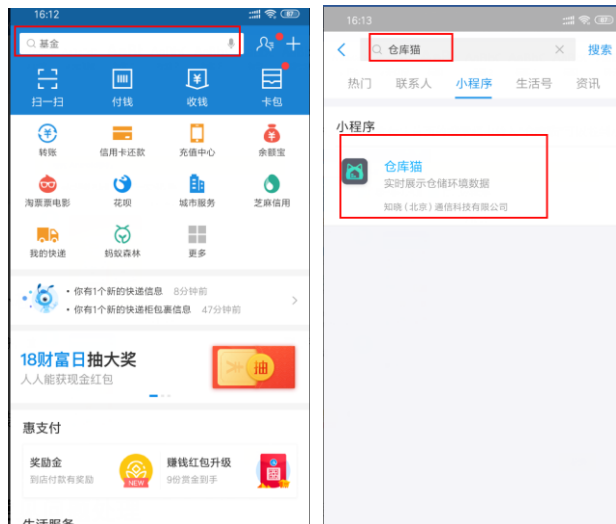 16:12
87
基金
扫一扫
付钱
收钱
卡包
转账
信用卡还款
充值中心
余额宝
淘票票电影
花呗
城市服务
芝麻信用
我的快递
蚂蚁森林
更多
• 你有1个新的快递信息 8分钟前
• 你有1个新的快递柜包裹信息 47分钟前
18财富日抽大奖
人人能获现金红包
抽
惠支付
奖励金
到店付款有奖励
NEW
赚钱红包升级
9份赏金到手
生活服务
16:13
87
仓库猫
搜索
热门
联系人
小程序
生活号
资讯
小程序
仓库猫
实时展示仓储环境数据
知晓（北京）通信科技有限公司